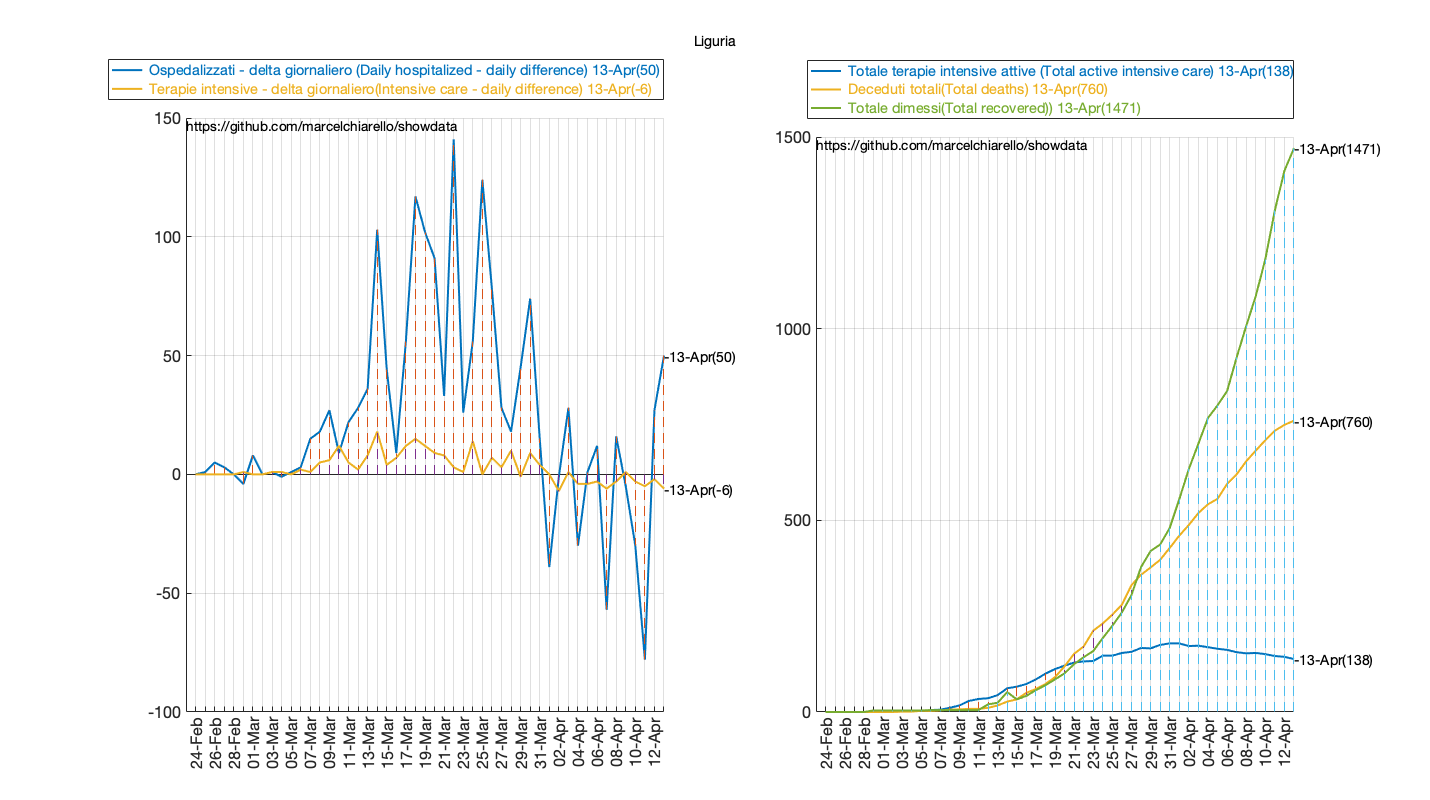 Liguria
Ospedalizzati - delta giornaliero (Daily hospitalized - daily difference) 13-Apr(50)
Terapie intensive - delta giornaliero(Intensive care - daily difference) 13-Apr(-6)
https://github.com/marcelchiarello/showdata
150
100
50
0
-50
-100
13-Apr(50)
13-Apr(-6)
24-Feb
26-Feb
28-Feb
01-Mar
03-Mar
05-Mar
07-Mar
09-Mar
11-Mar
13-Mar
15-Mar
17-Mar
19-Mar
21-Mar
23-Mar
25-Mar
27-Mar
29-Mar
31-Mar
02-Apr
04-Apr
06-Apr
08-Apr
10-Apr
12-Apr
Totale terapie intensive attive (Total active intensive care) 13-Apr(138)
Deceduti totali(Total deaths) 13-Apr(760)
Totale dimessi(Total recovered)) 13-Apr(1471)
https://github.com/marcelchiarello/showdata
1500
1000
500
0
13-Apr(1471)
13-Apr(760)
13-Apr(138)
24-Feb
26-Feb
28-Feb
01-Mar
03-Mar
05-Mar
07-Mar
09-Mar
11-Mar
13-Mar
15-Mar
17-Mar
19-Mar
21-Mar
23-Mar
25-Mar
27-Mar
29-Mar
31-Mar
02-Apr
04-Apr
06-Apr
08-Apr
10-Apr
12-Apr